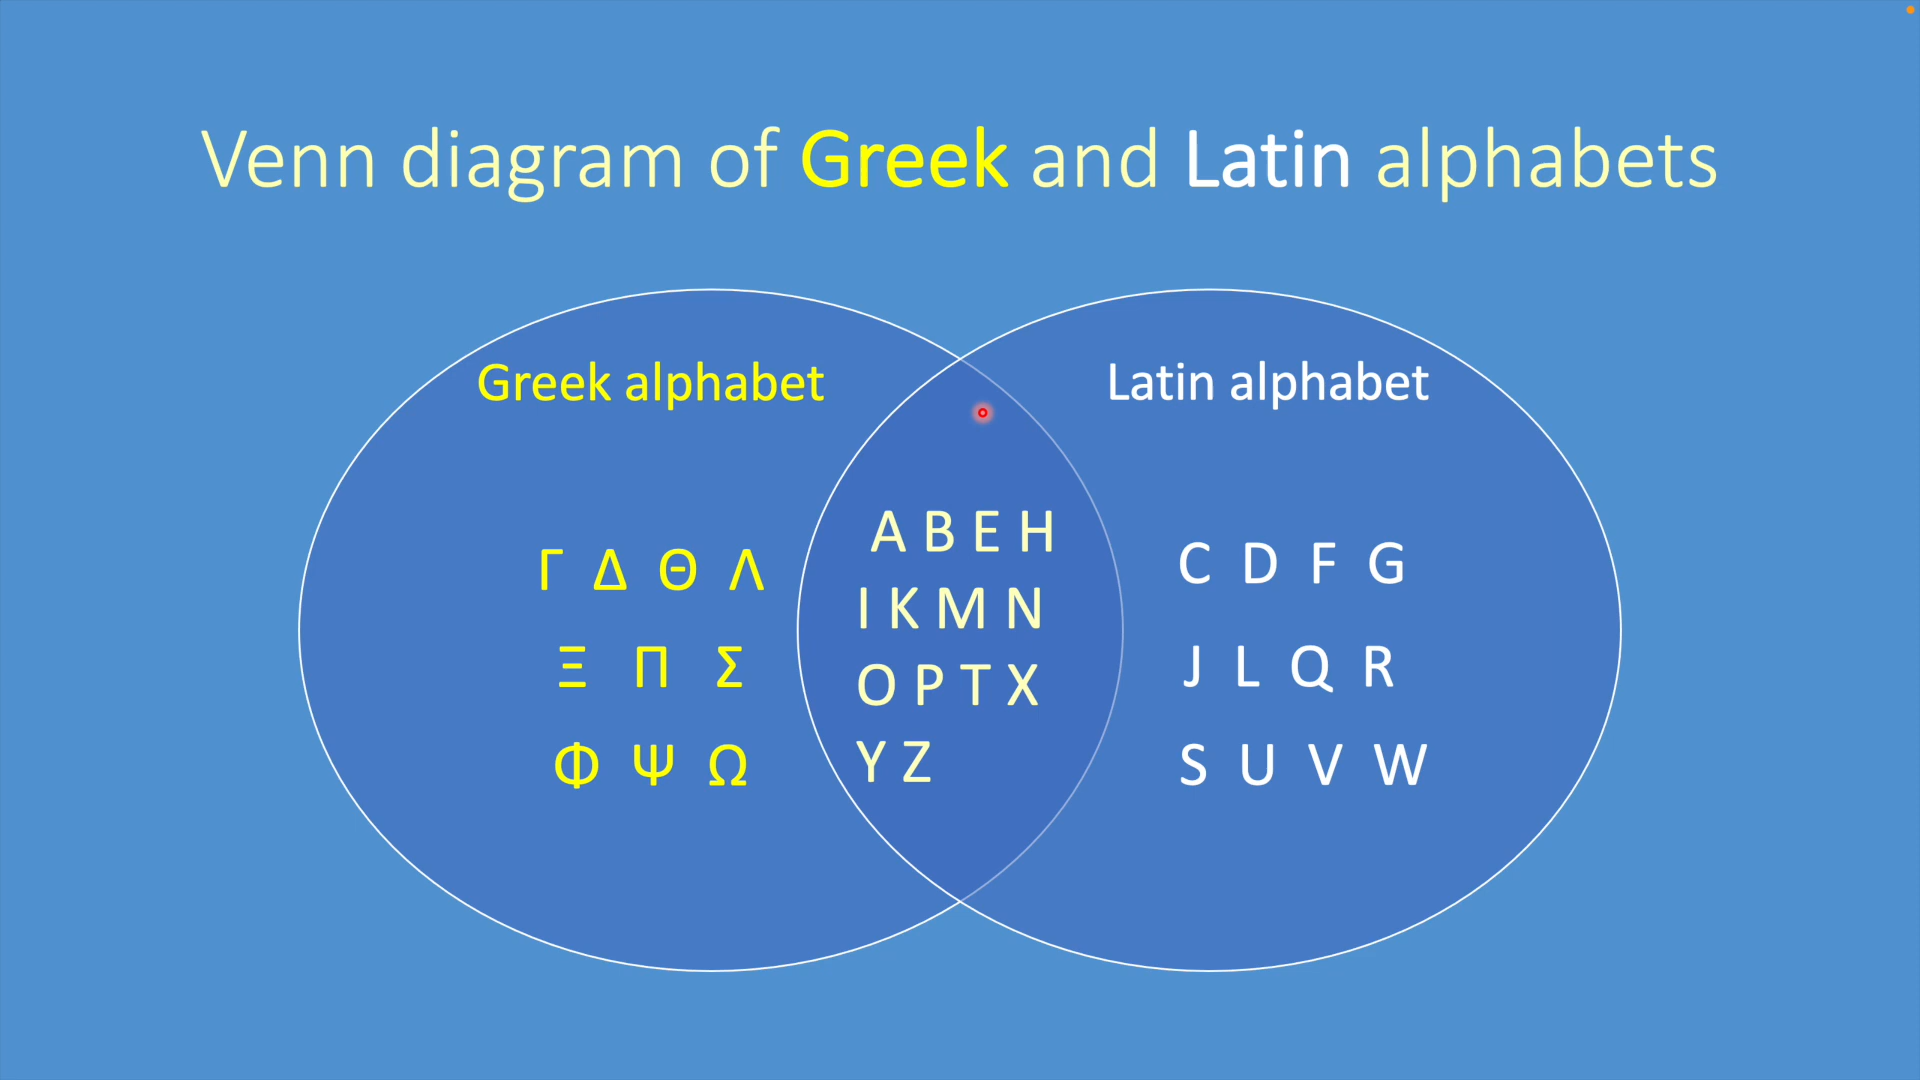 Venn diagram of Greek and Latin alphabets
Greek alphabet
Γ Δ Θ Λ
Ξ Π Σ
Φ Ψ Ω
A B E H
I K M N
O P T X
Y Z
Latin alphabet
C D F G
J L Q R
S U V W